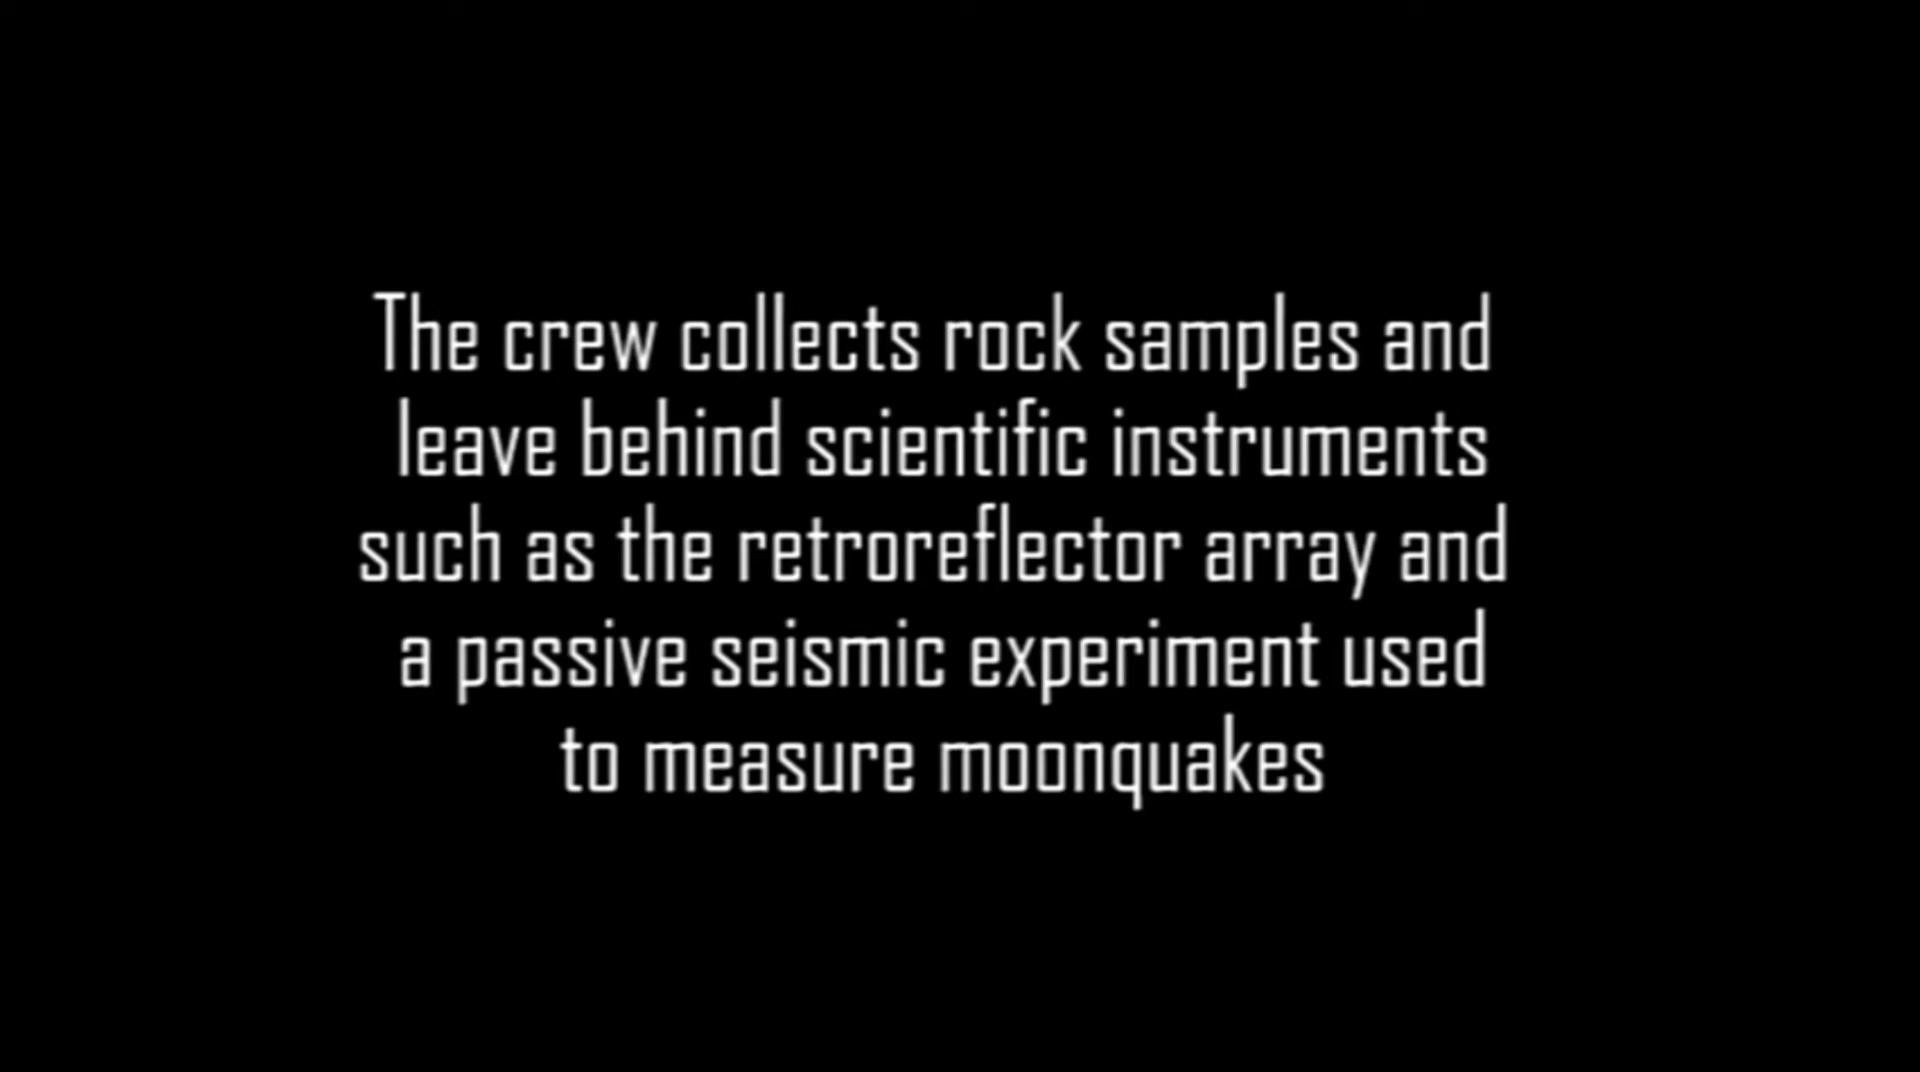 The crew collects rock samples and
leave behind scientific instruments
such as the retroreflector array and
a passive seismic experiment used
to measure moonquakes